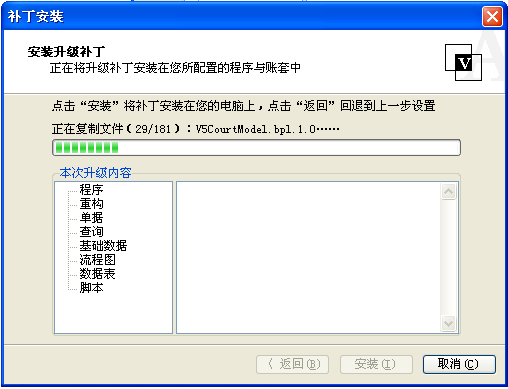 补丁安装
安装升级补丁
正在将升级补丁安装在您所配置的程序与账套中
V
点击“安装”将补丁安装在您的电脑上，点击“返回”回退到上一步设置
正在复制文件(29/181)：V5CourtModel.bpl.1.0……
本次升级内容
程序
重构
单据
查询
基础数据
流程图
数据表
脚本
〈 返回(B)
安装(I)
取消(C)